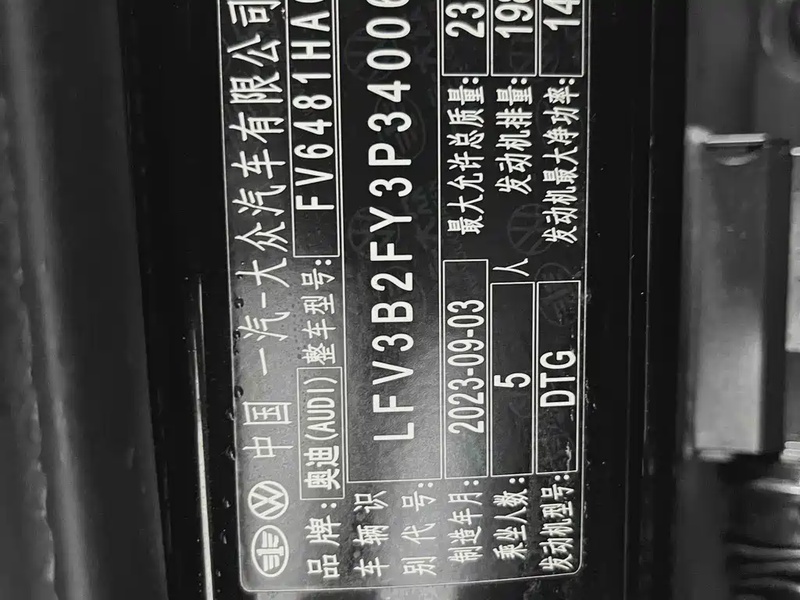 中国 一汽-大众汽车有限公司
品牌: 奥迪(AUDI) 整车型号: FV6481HA
车辆识别代号: LFV3B2FY3P34006
制造年月: 2023-09-03 最大允许总质量: 23
乘坐人数: 5 人 发动机排量: 198
发动机型号: DTG 发动机最大净功率: 14